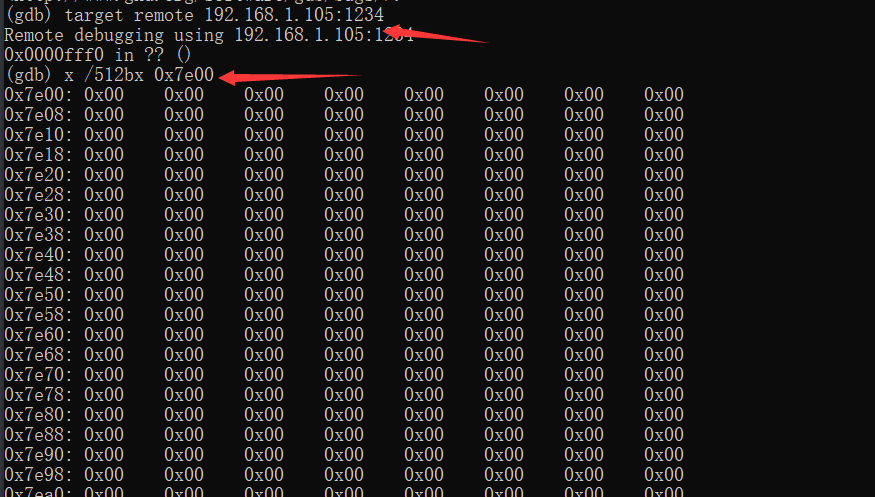 (gdb) target remote 192.168.1.105:1234
Remote debugging using 192.168.1.105:1234
0x0000fff0 in ?? ()
(gdb) x /512bx 0x7e00
0x7e00: 0x00 0x00 0x00 0x00 0x00 0x00 0x00 0x00
0x7e08: 0x00 0x00 0x00 0x00 0x00 0x00 0x00 0x00
0x7e10: 0x00 0x00 0x00 0x00 0x00 0x00 0x00 0x00
0x7e18: 0x00 0x00 0x00 0x00 0x00 0x00 0x00 0x00
0x7e20: 0x00 0x00 0x00 0x00 0x00 0x00 0x00 0x00
0x7e28: 0x00 0x00 0x00 0x00 0x00 0x00 0x00 0x00
0x7e30: 0x00 0x00 0x00 0x00 0x00 0x00 0x00 0x00
0x7e38: 0x00 0x00 0x00 0x00 0x00 0x00 0x00 0x00
0x7e40: 0x00 0x00 0x00 0x00 0x00 0x00 0x00 0x00
0x7e48: 0x00 0x00 0x00 0x00 0x00 0x00 0x00 0x00
0x7e50: 0x00 0x00 0x00 0x00 0x00 0x00 0x00 0x00
0x7e58: 0x00 0x00 0x00 0x00 0x00 0x00 0x00 0x00
0x7e60: 0x00 0x00 0x00 0x00 0x00 0x00 0x00 0x00
0x7e68: 0x00 0x00 0x00 0x00 0x00 0x00 0x00 0x00
0x7e70: 0x00 0x00 0x00 0x00 0x00 0x00 0x00 0x00
0x7e78: 0x00 0x00 0x00 0x00 0x00 0x00 0x00 0x00
0x7e80: 0x00 0x00 0x00 0x00 0x00 0x00 0x00 0x00
0x7e88: 0x00 0x00 0x00 0x00 0x00 0x00 0x00 0x00
0x7e90: 0x00 0x00 0x00 0x00 0x00 0x00 0x00 0x00
0x7e98: 0x00 0x00 0x00 0x00 0x00 0x00 0x00 0x00
0x7ea0: 0x00 0x00 0x00 0x00 0x00 0x00 0x00 0x00